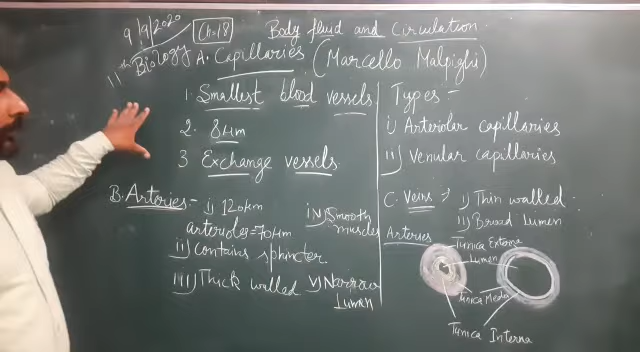 9/9/2020
Ch:18
Body fluid and Circulation
11th Biology
A. Capillaries (Marcello Malpighi)
1. Smallest blood vessels
2. 8µm
3 Exchange vessels.
Types -
i) Arteriolar capillaries
ii) Venular capillaries
B. Arteries - i) 120µm
arterioles = 70µm
ii) Contains sphincter
iii) Thick walled
iv) Smooth muscles
v) Narrow Lumen
C. Veins ⇒ i) Thin walled
ii) Broad Lumen
Arteries
Tunica Externa
Lumen
Tunica Media
Tunica Interna